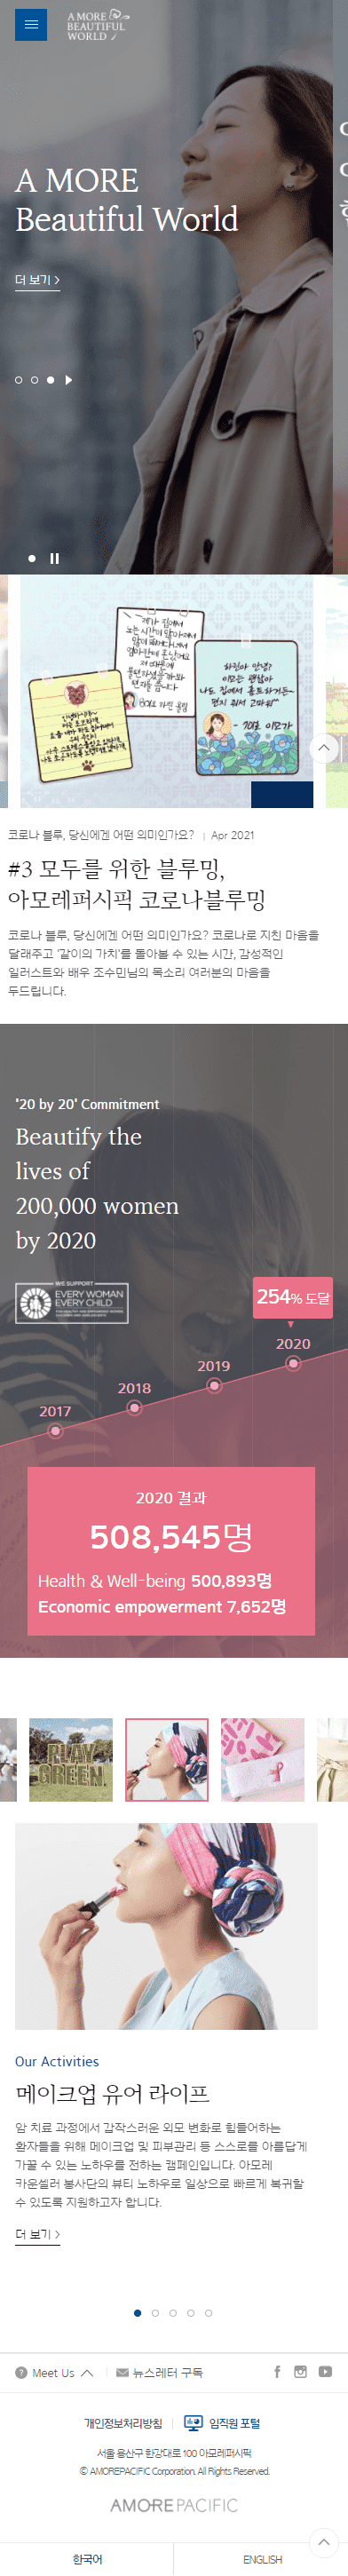 A MORE
BEAUTIFUL
WORLD
A MORE
Beautiful World
더 보기 >
코로나 블루, 당신에겐 어떤 의미인가요? | Apr 2021
#3 모두를 위한 블루밍,
아모레퍼시픽 코로나블루밍
코로나 블루, 당신에겐 어떤 의미인가요? 코로나로 지친 마음을
달래주고 '같이의 가치'를 돌아볼 수 있는 시간, 감성적인
일러스트와 배우 조수민님의 목소리 여러분의 마음을
두드립니다.
'20 by 20' Commitment
Beautify the
lives of
200,000 women
by 2020
WE SUPPORT
EVERY WOMAN
EVERY CHILD
254% 도달
2020
2019
2018
2017
2020 결과
508,545명
Health & Well-being 500,893명
Economic empowerment 7,652명
PLAY
GREEN
Our Activities
메이크업 유어 라이프
암 치료 과정에서 갑작스러운 외모 변화로 힘들어하는
환자들을 위해 메이크업 및 피부관리 등 스스로를 아름답게
가꿀 수 있는 노하우를 전하는 캠페인입니다. 아모레
카운셀러 봉사단의 뷰티 노하우로 일상으로 빠르게 복귀할
수 있도록 지원하고자 합니다.
더 보기 >
? Meet Us | 뉴스레터 구독
개인정보처리방침 | 임직원 포털
서울 용산구 한강대로 100 아모레퍼시픽
© AMOREPACIFIC Corporation. All Rights Reserved.
AMOREPACIFIC
한국어 ENGLISH